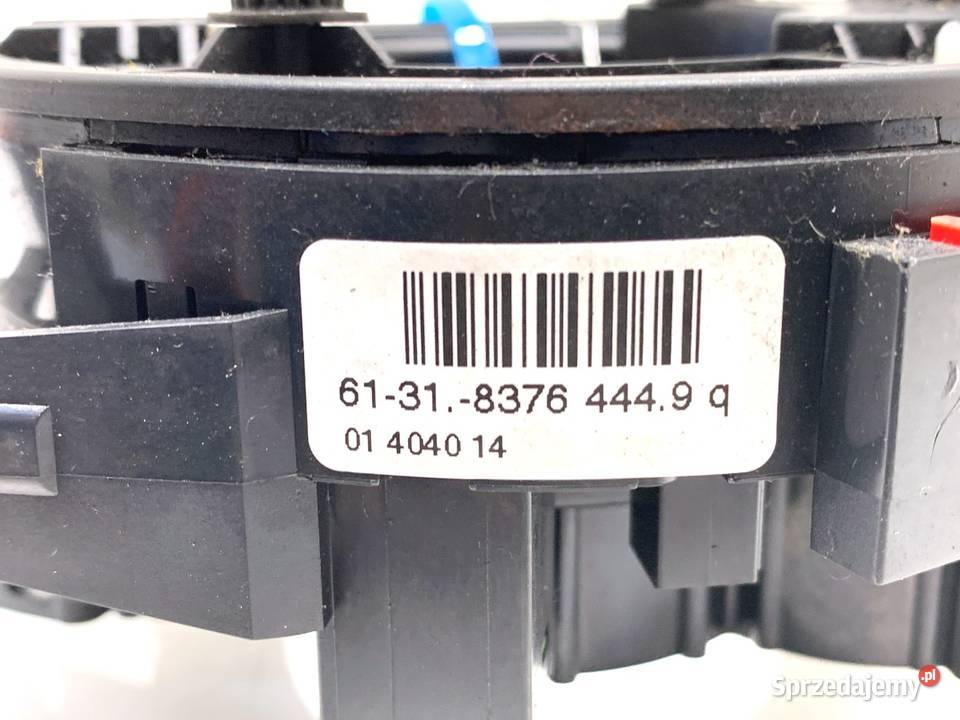 61-31.-8376 444.9 q
01 4040 14
Sprzedajemy.pl